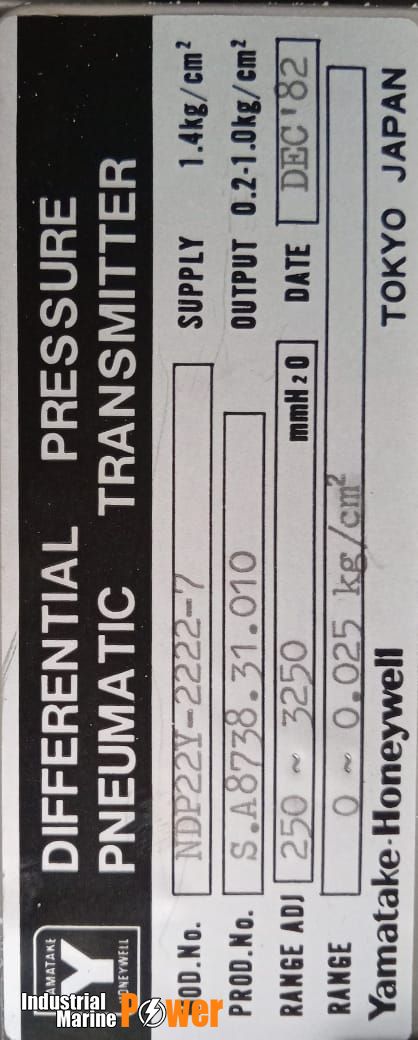 YAMATAKE
Y
HONEYWELL
DIFFERENTIAL PRESSURE
PNEUMATIC TRANSMITTER
OD.No. NDP22Y-2222-7 SUPPLY 1.4kg/cm²
PROD.No. S.A8738.31.010 OUTPUT 0.2-1.0kg/cm²
RANGE ADJ 250 ~ 3250 mmH2O DATE DEC'82
RANGE 0 ~ 0.025 kg/cm²
Yamatake-Honeywell TOKYO JAPAN
Industrial
Marine Power